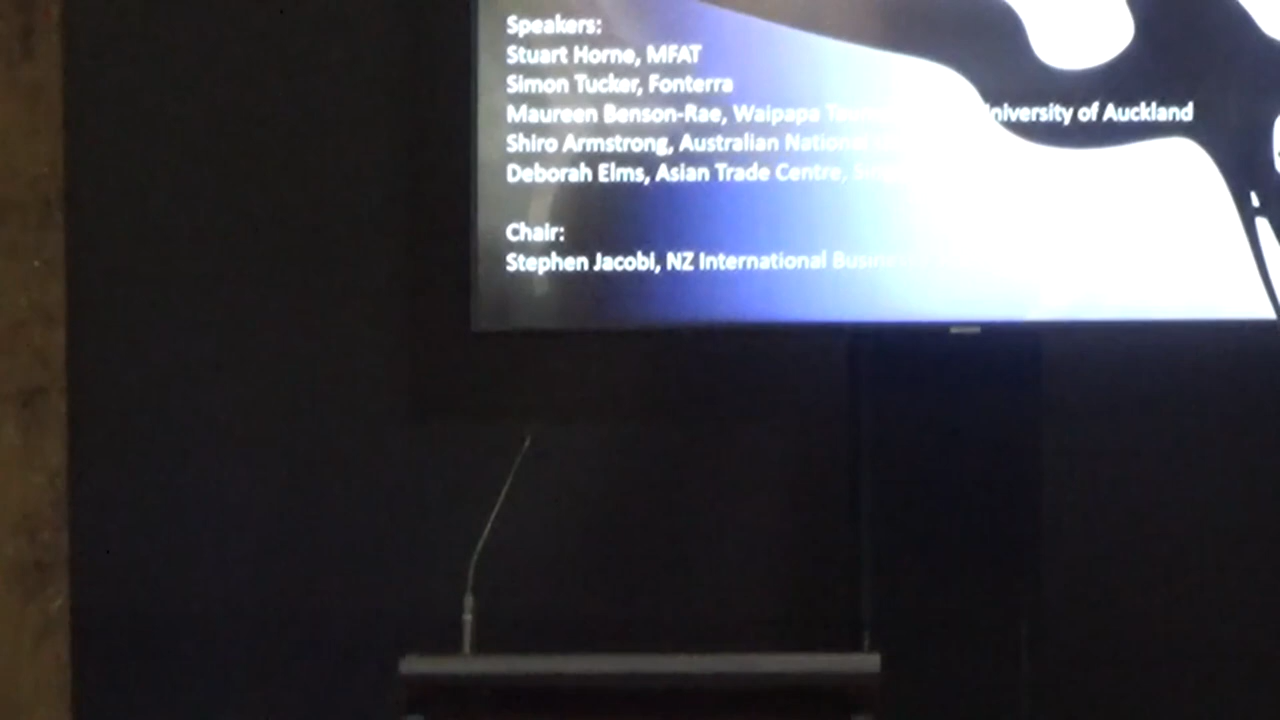 Speakers:
Stuart Horne, MFAT
Simon Tucker, Fonterra
Maureen Benson-Rae, Waipapa University of Auckland
Shiro Armstrong, Australian National
Deborah Elms, Asian Trade Centre,
Chair:
Stephen Jacobi, NZ International Business